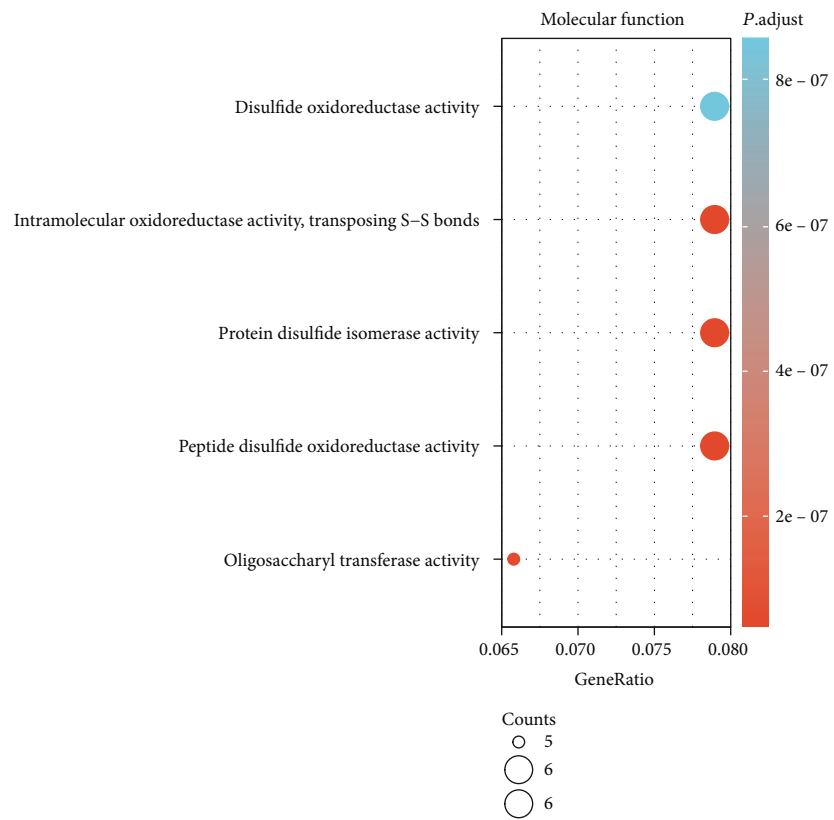 Molecular function
P.adjust
Disulfide oxidoreductase activity
Intramolecular oxidoreductase activity, transposing S–S bonds
Protein disulfide isomerase activity
Peptide disulfide oxidoreductase activity
Oligosaccharyl transferase activity
8e – 07
6e – 07
4e – 07
2e – 07
0.065 0.070 0.075 0.080
GeneRatio
Counts
5
6
6